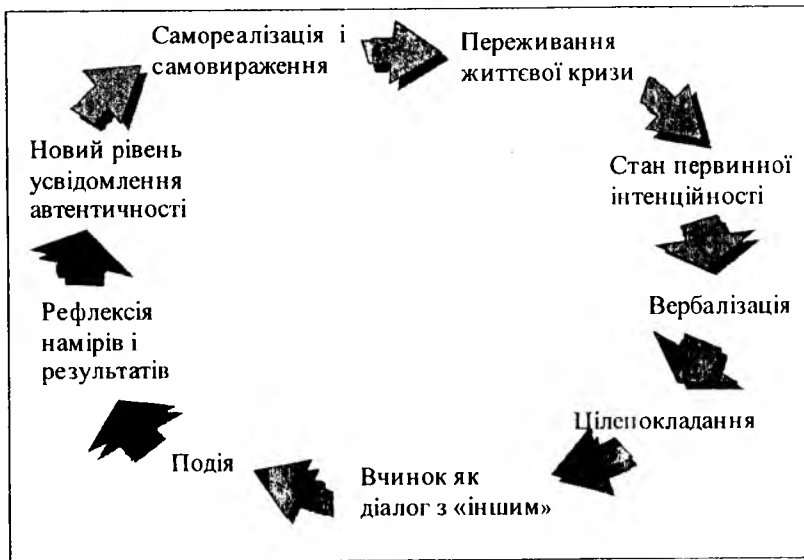 Самореалізація і
самовираження
Переживання
життєвої кризи
Стан первинної
інтенційності
Вербалізація
Цілепокладання
Вчинок як
діалог з «іншим»
Подія
Рефлексія
намірів і
результатів
Новий рівень
усвідомлення
автентичності